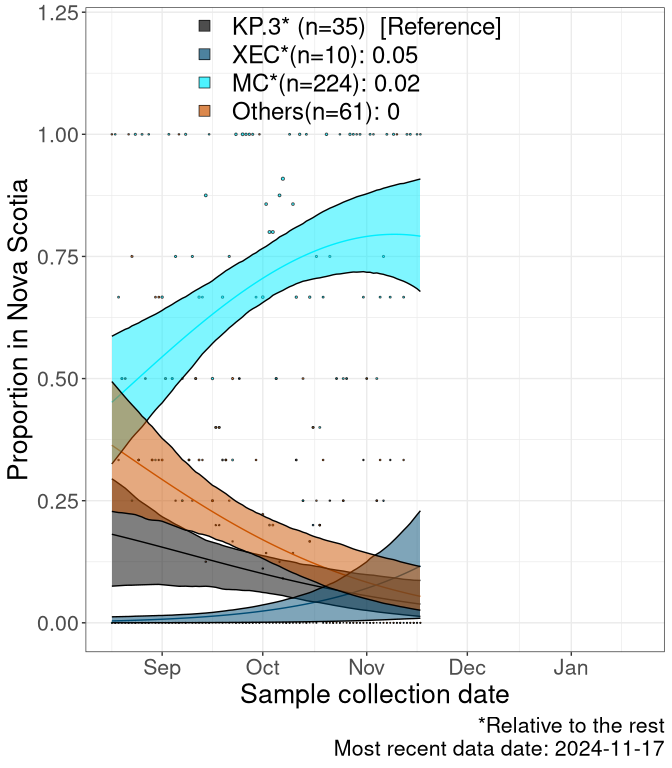 1.25
KP.3* (n=35)  [Reference]
XEC*(n=10): 0.05
MC*(n=224): 0.02
Others(n=61): 0
1.00
0.75
0.50
0.25
0.00
Proportion in Nova Scotia
Sep Oct Nov Dec Jan
Sample collection date
*Relative to the rest
Most recent data date: 2024-11-17